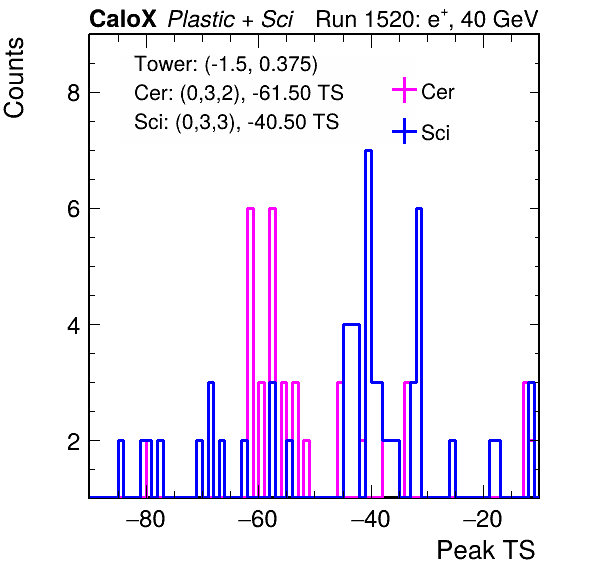 CaloX Plastic + Sci Run 1520: e⁺, 40 GeV
Counts
Tower: (-1.5, 0.375)
Cer: (0,3,2), -61.50 TS
Sci: (0,3,3), -40.50 TS
Cer
Sci
8
6
4
2
−80 −60 −40 −20
Peak TS